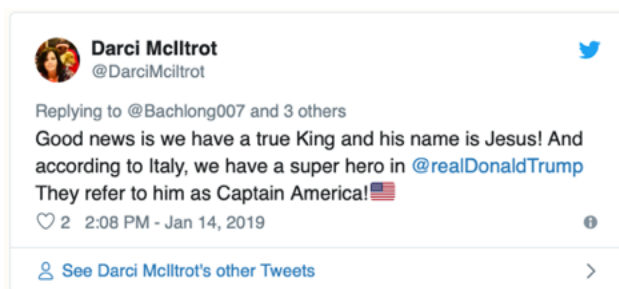 Darci McIltrot
@DarciMciltrot
Replying to @Bachlong007 and 3 others
Good news is we have a true King and his name is Jesus! And
according to Italy, we have a super hero in @realDonaldTrump
They refer to him as Captain America!🇺🇸
2 2:08 PM - Jan 14, 2019
See Darci McIltrot's other Tweets